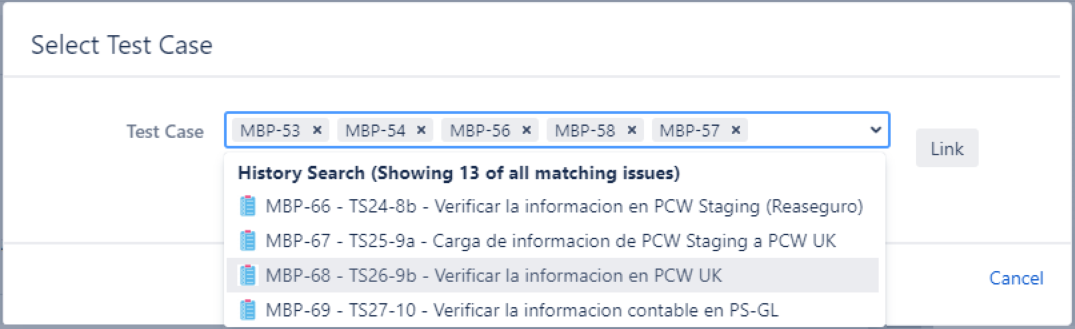 Select Test Case
Test Case MBP-53 × MBP-54 × MBP-56 × MBP-58 × MBP-57 ×
Link
History Search (Showing 13 of all matching issues)
MBP-66 - TS24-8b - Verificar la informacion en PCW Staging (Reaseguro)
MBP-67 - TS25-9a - Carga de informacion de PCW Staging a PCW UK
MBP-68 - TS26-9b - Verificar la informacion en PCW UK
Cancel
MBP-69 - TS27-10 - Verificar la informacion contable en PS-GL